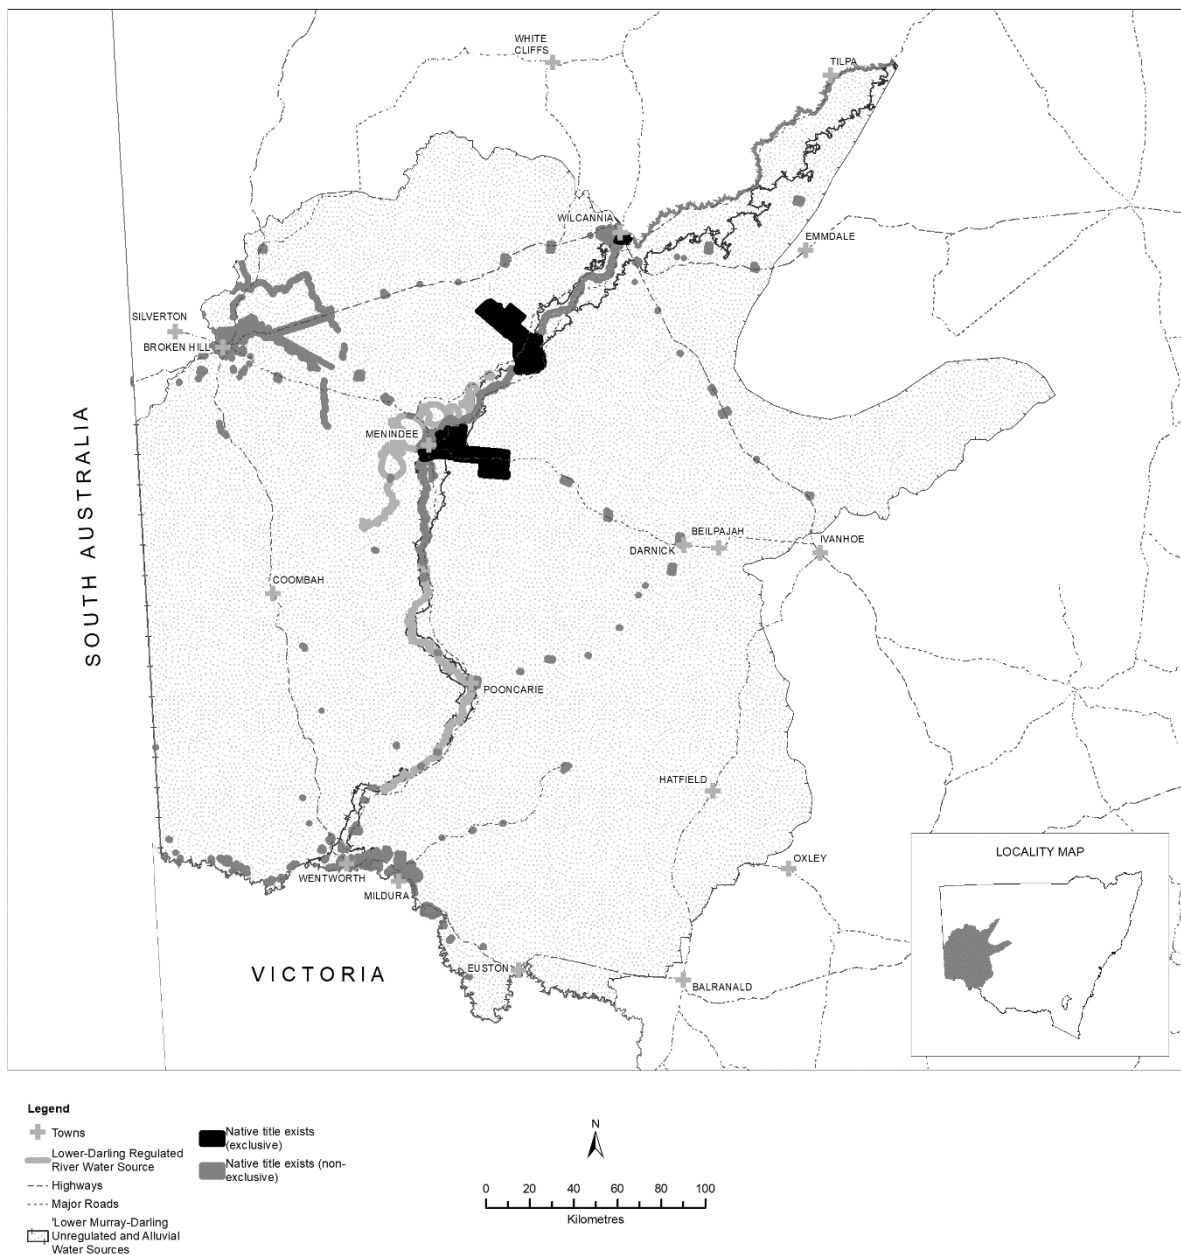 WHITE
CLIFFS
TILPA
WILCANNIA
EMMDALE
SILVERTON
BROKEN HILL
MENINDEE
SOUTH AUSTRALIA
BEILPAJAH
DARNICK
IVANHOE
COOMBAH
POONCARIE
HATFIELD
OXLEY
WENTWORTH
MILDURA
VICTORIA
EUSTON
BALRANALD
LOCALITY MAP
Legend
Towns
Lower-Darling Regulated
River Water Source
Highways
Major Roads
'Lower Murray-Darling
Unregulated and Alluvial
Water Sources
Native title exists
(exclusive)
Native title exists (non-
exclusive)
N
0 20 40 60 80 100
Kilometres